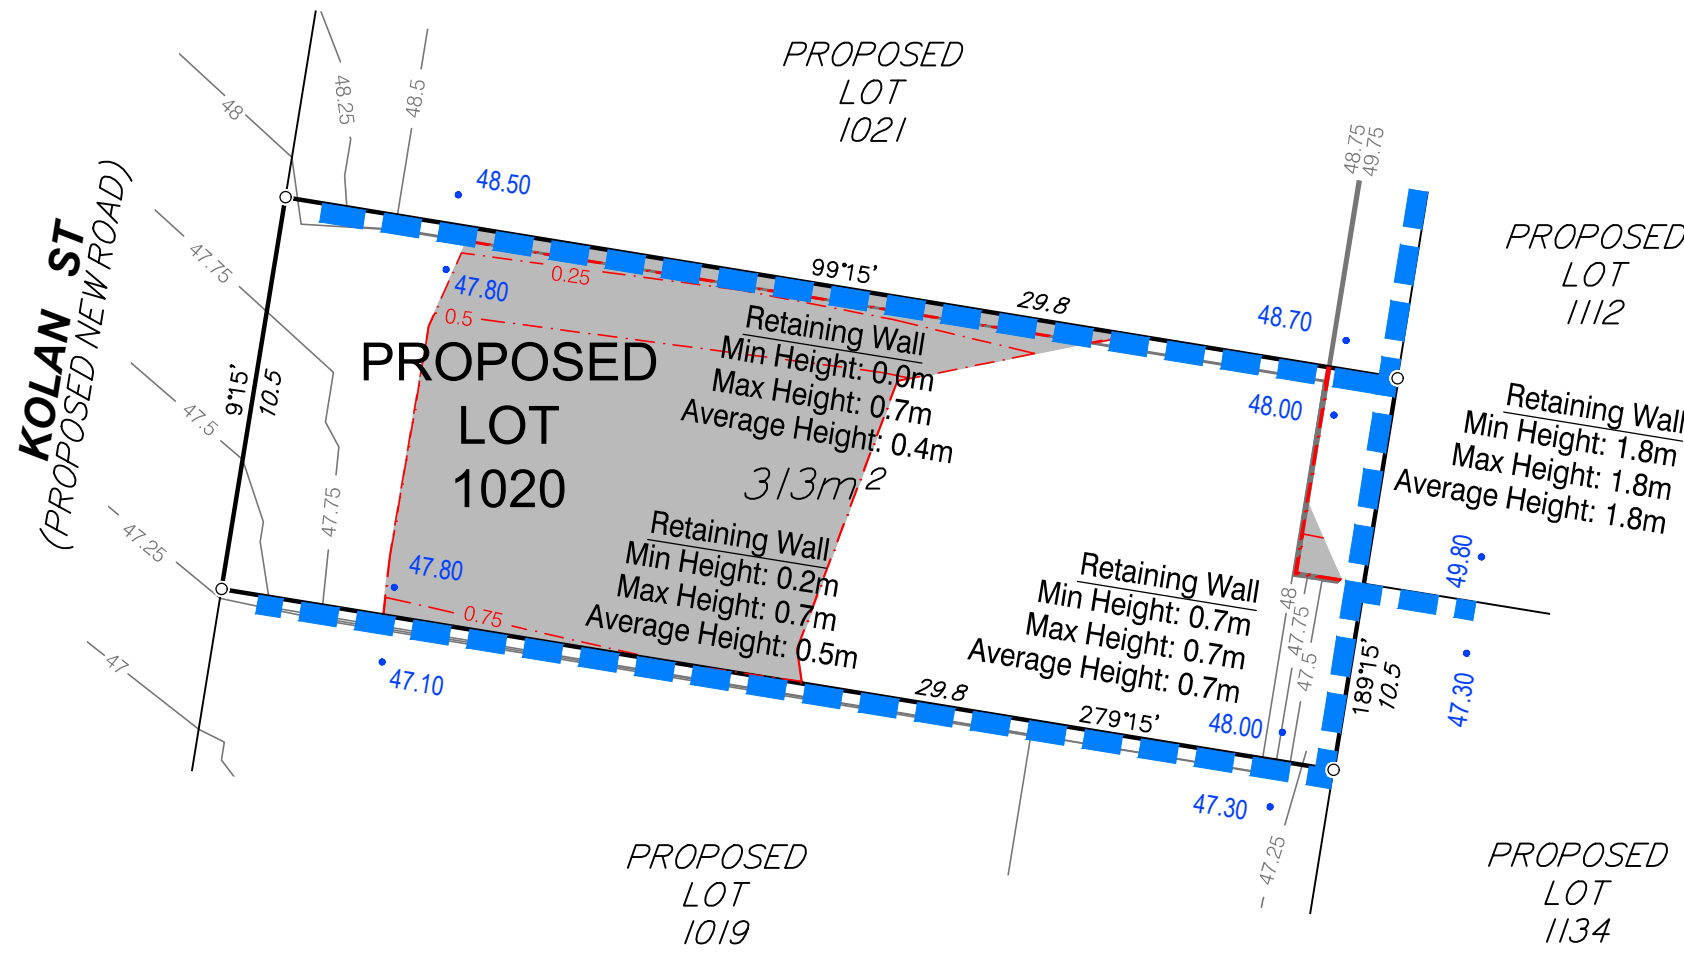 PROPOSED
LOT
1021
48
48.25
48.5
48.75
49.75
48.50
KOLAN ST
(PROPOSED NEW ROAD)
47.75
47.80
0.25
99°15'
29.8
48.70
PROPOSED
LOT
1112
0.5
Retaining Wall
Min Height: 0.0m
Max Height: 0.7m
Average Height: 0.4m
PROPOSED
LOT
1020
313m²
9°15'
10.5
48.00
47.5
47.75
47.25
Retaining Wall
Min Height: 1.8m
Max Height: 1.8m
Average Height: 1.8m
Retaining Wall
Min Height: 0.2m
Max Height: 0.7m
Average Height: 0.5m
47.80
0.75
49.80
Retaining Wall
Min Height: 0.7m
Max Height: 0.7m
Average Height: 0.7m
48
47.75
47.5
47
47.10
29.8
279°15'
48.00
189°15'
10.5
47.30
47.30
47.25
PROPOSED
LOT
1019
PROPOSED
LOT
1134